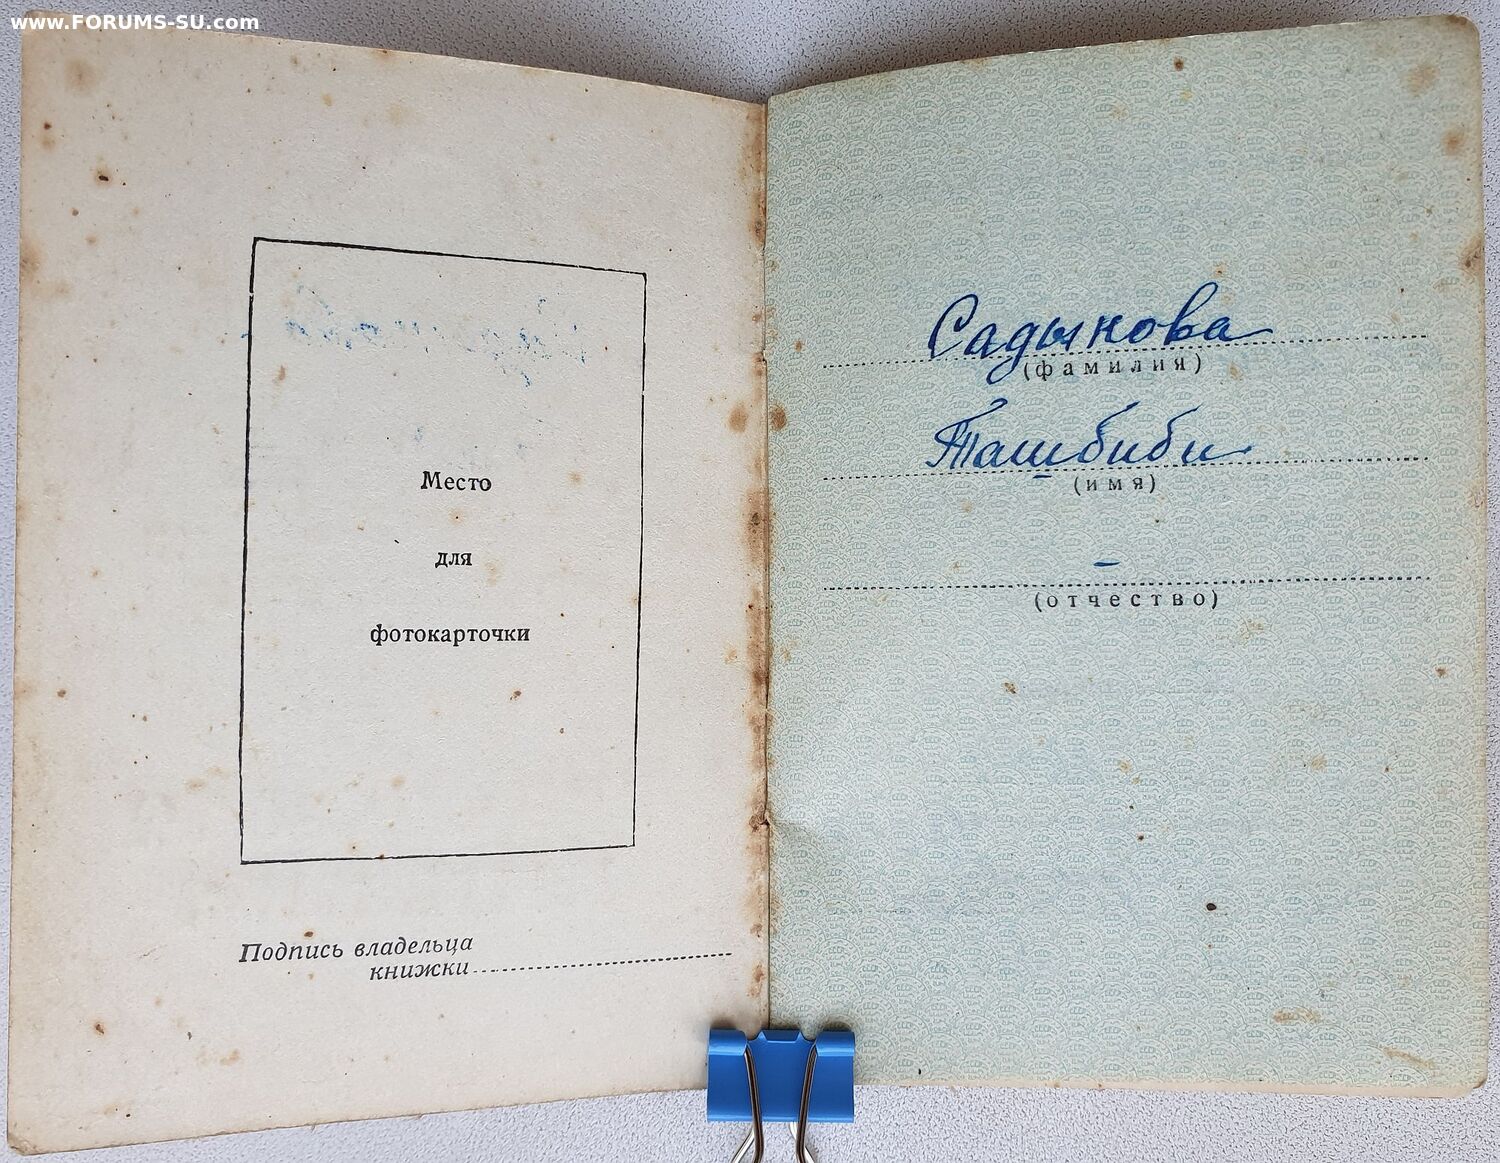 www.FORUMS-SU.com
Место
для
фотокарточки
Подпись владельца
книжки
Садыкова
(фамилия)
Ташбиби
(имя)
-
(отчество)